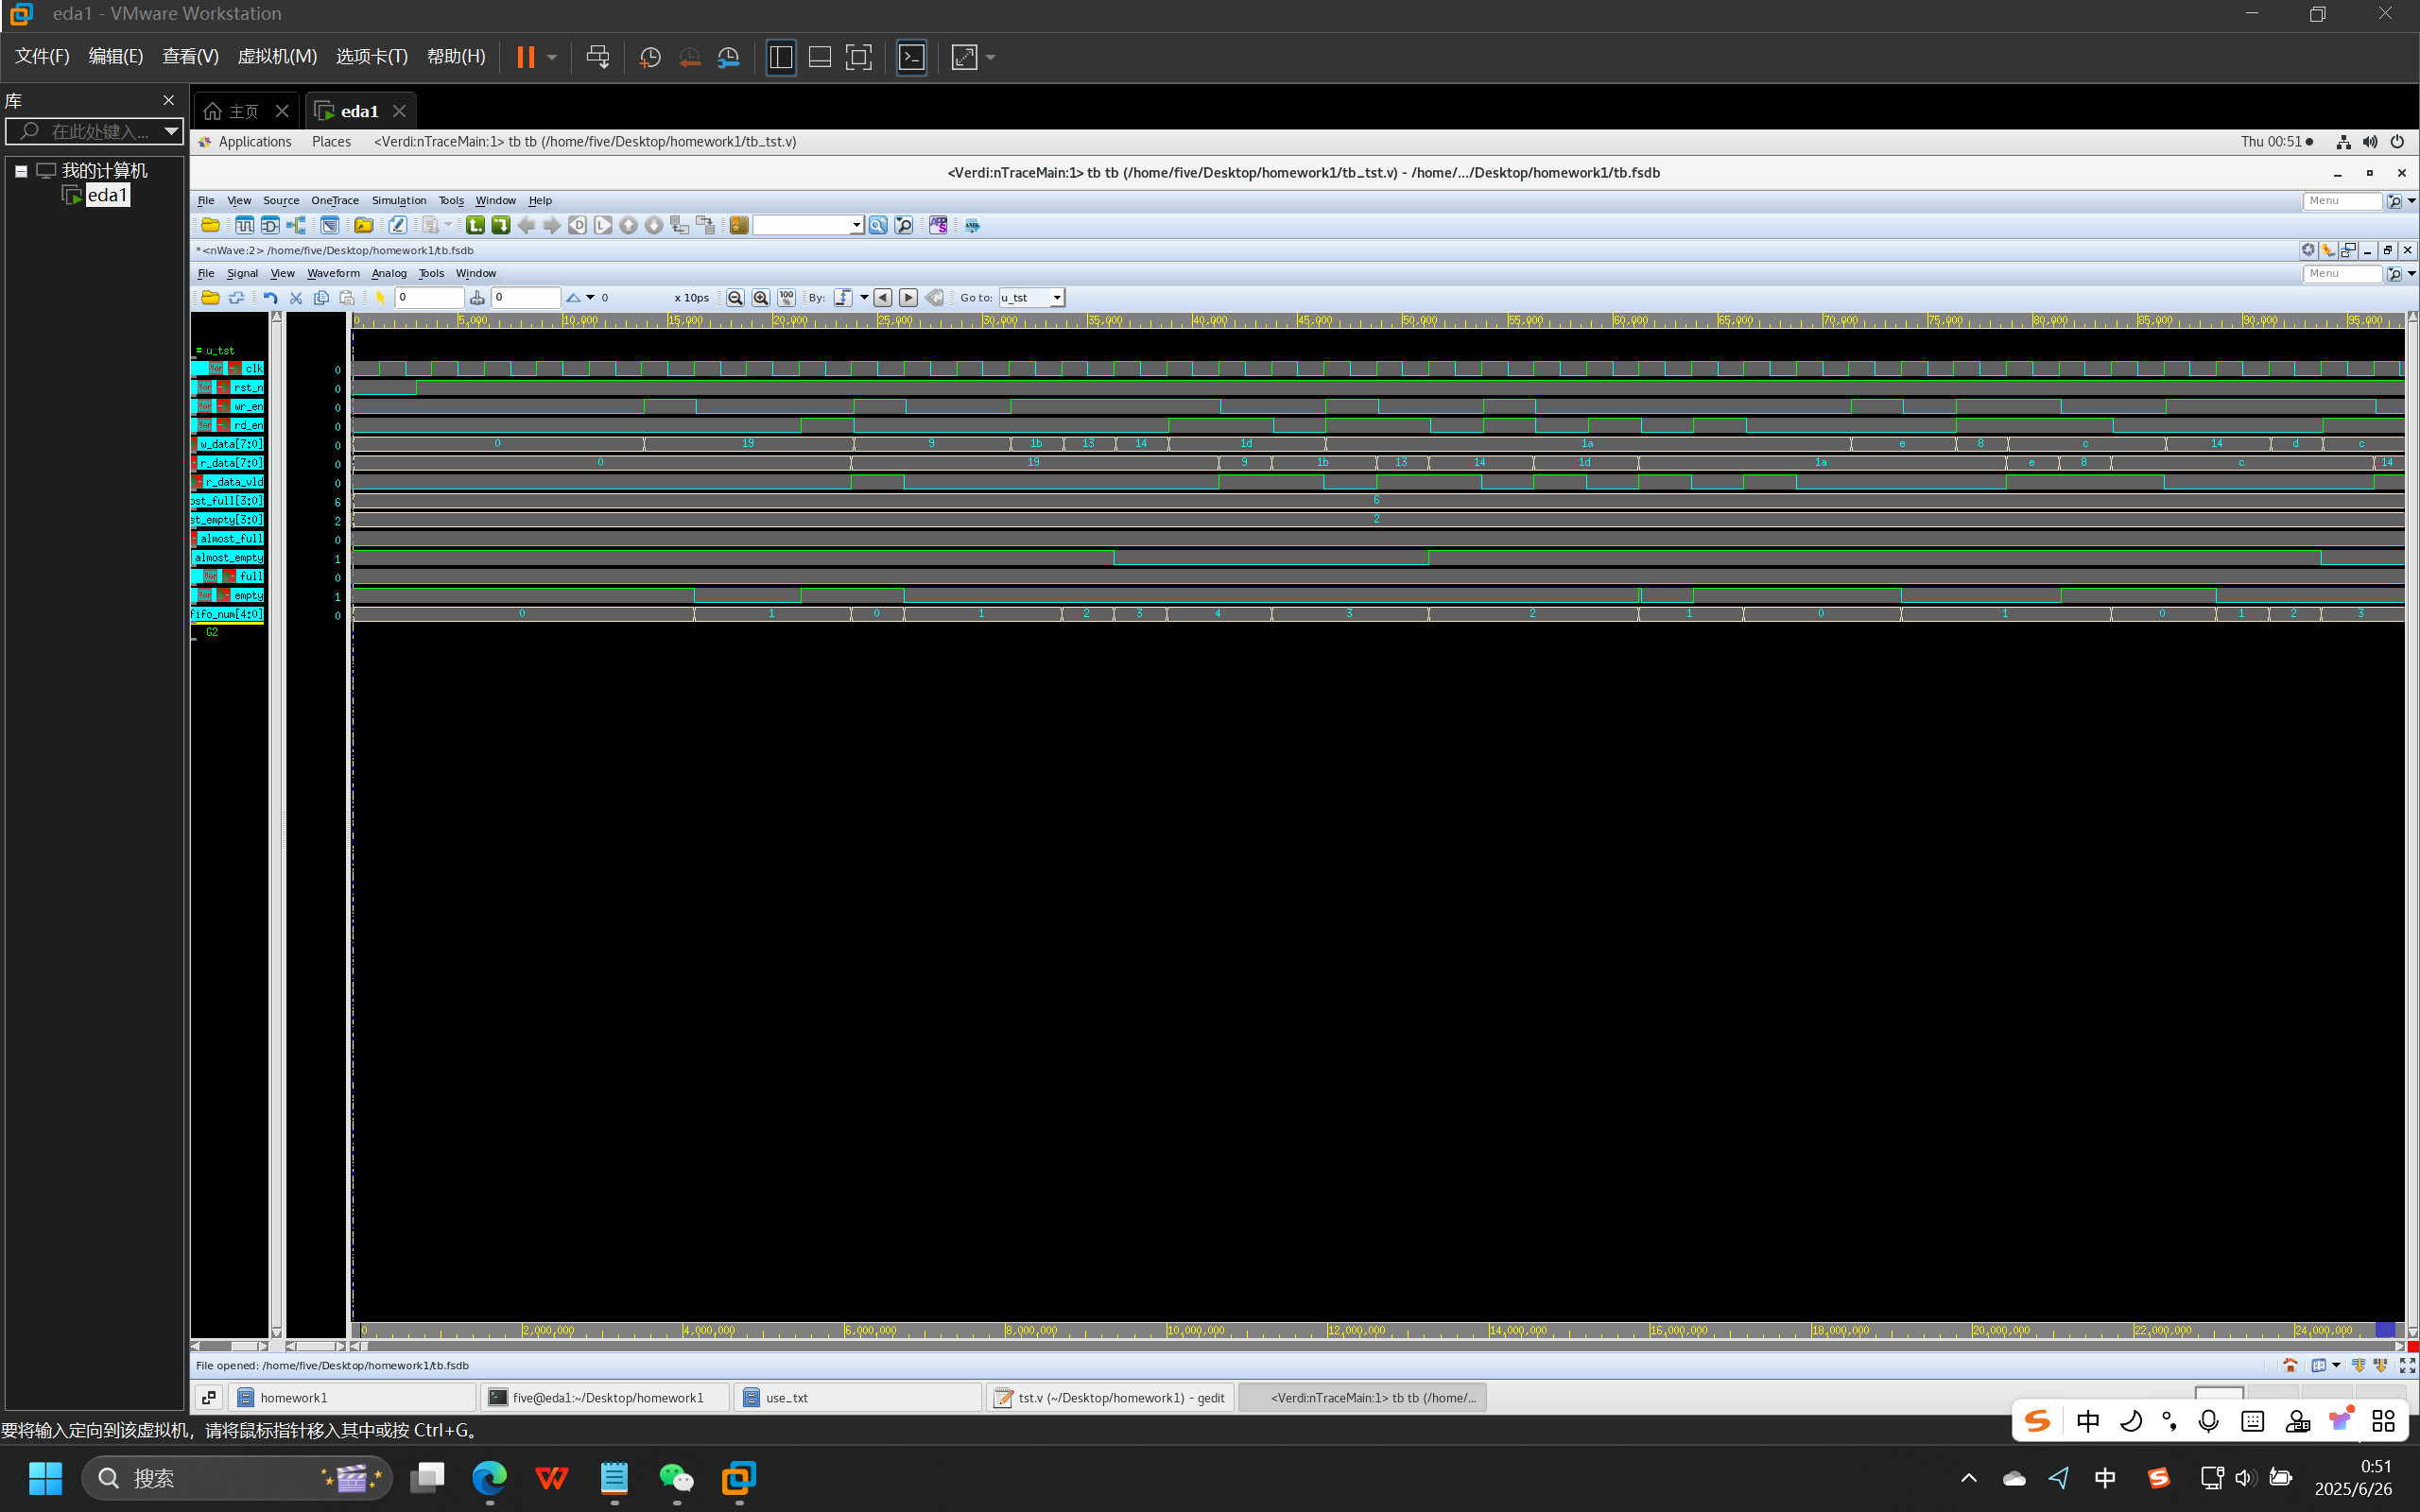 eda1 - VMware Workstation
文件(F) 编辑(E) 查看(V) 虚拟机(M) 选项卡(T) 帮助(H)
库
在此处键入...
我的计算机
eda1
主页
eda1
Applications Places <Verdi:nTraceMain:1> tb tb (/home/five/Desktop/homework1/tb_tst.v) Thu 00:51
<Verdi:nTraceMain:1> tb tb (/home/five/Desktop/homework1/tb_tst.v) - /home/.../Desktop/homework1/tb.fsdb
File View Source OneTrace Simulation Tools Window Help Menu
*<nWave:2> /home/five/Desktop/homework1/tb.fsdb
File Signal View Waveform Analog Tools Window Menu
0 0 0 x 10ps 100% By: Go to: u_tst
0 5,000 10,000 15,000 20,000 25,000 30,000 35,000 40,000 45,000 50,000 55,000 60,000 65,000 70,000 75,000 80,000 85,000 90,000 95,000
= u_tst
clk 0
rst_n 0
wr_en 0
rd_en 0
w_data[7:0] 0 0 19 9 1b 13 14 1d 1a e 8 c 14 d c
r_data[7:0] 0 0 19 9 1b 13 14 1d 1a e 8 c 14
r_data_vld 0
ost_full[3:0] 6 6
st_empty[3:0] 2 2
almost_full 0
almost_empty 1
full 0
empty 1
fifo_num[4:0] 0 0 1 0 1 2 3 4 3 2 1 0 1 0 1 2 3
G2
0 2,000,000 4,000,000 6,000,000 8,000,000 10,000,000 12,000,000 14,000,000 16,000,000 18,000,000 20,000,000 22,000,000 24,000,000
File opened: /home/five/Desktop/homework1/tb.fsdb
homework1 five@eda1:~/Desktop/homework1 use_txt tst.v (~/Desktop/homework1) - gedit <Verdi:nTraceMain:1> tb tb (/home/...
要将输入定向到该虚拟机，请将鼠标指针移入其中或按 Ctrl+G。
中
搜索
中
0:51
2025/6/26